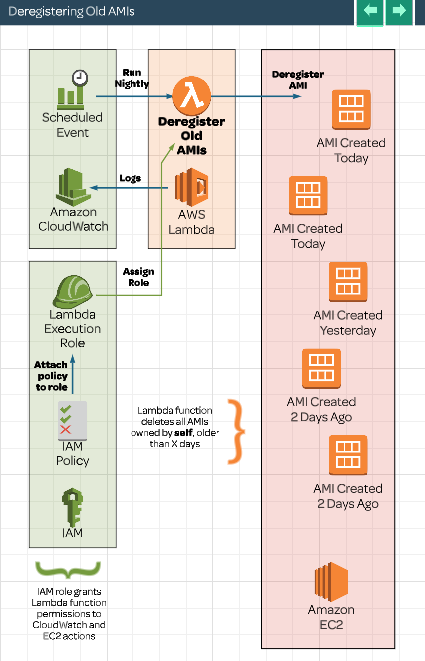 Deregistering Old AMIs
Run
Nightly
Scheduled
Event
Deregister
Old
AMIs
Deregister
AMI
AMI Created
Today
Logs
Amazon
CloudWatch
AWS
Lambda
AMI Created
Today
Assign
Role
Lambda
Execution
Role
AMI Created
Yesterday
Attach
policy
to role
AMI Created
2 Days Ago
Lambda function
deletes all AMIs
owned by self, older
than X days
IAM
Policy
AMI Created
2 Days Ago
IAM
IAM role grants
Lambda function
permissions to
CloudWatch and
EC2 actions
Amazon
EC2